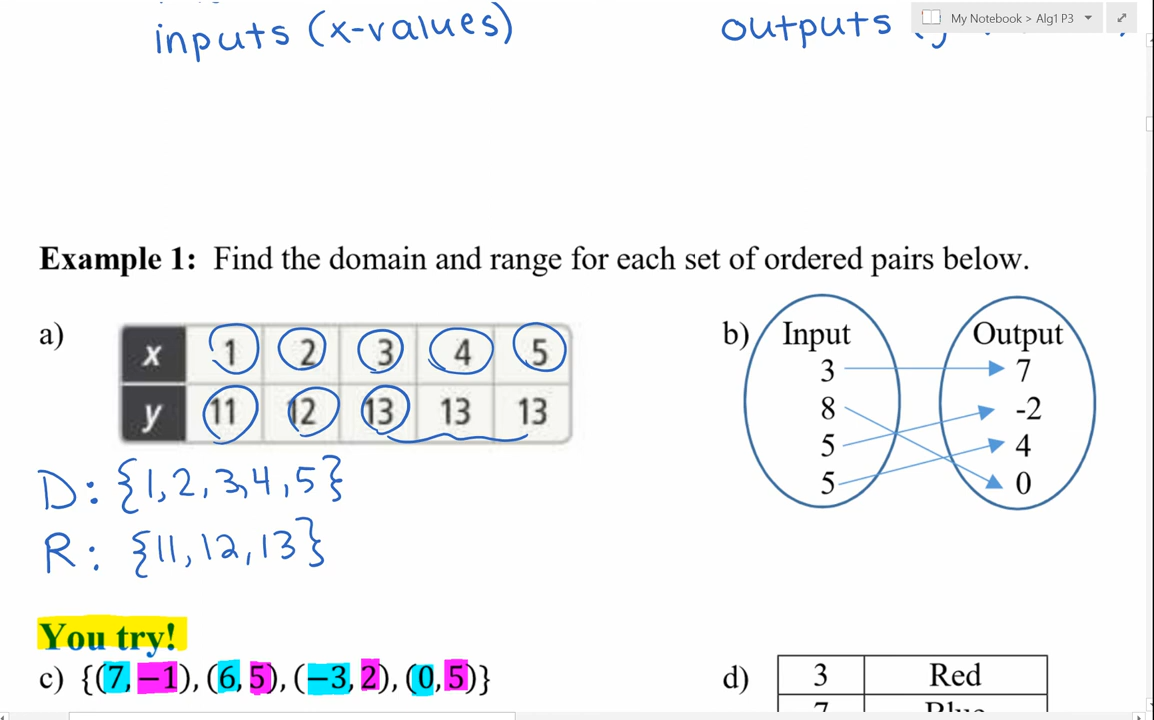 inputs (x-values)
outputs
My Notebook > Alg1 P3
Example 1: Find the domain and range for each set of ordered pairs below.
a)
x 1 2 3 4 5
y 11 12 13 13 13
D: {1,2,3,4,5}
R: {11,12,13}
b) Input Output
3 7
8 -2
5 4
5 0
You try!
c) {(7,−1),(6,5),(−3,2),(0,5)}
d) 3 Red
7